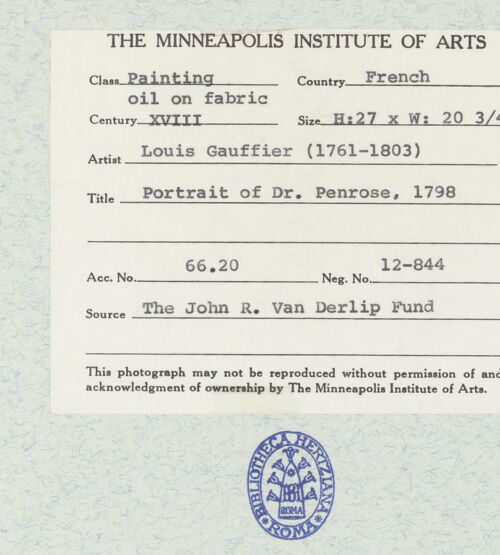 THE MINNEAPOLIS INSTITUTE OF ARTS
Class Painting Country French
oil on fabric
Century XVIII Size H:27 x W: 20 3/4
Artist Louis Gauffier (1761-1803)
Title Portrait of Dr. Penrose, 1798
Acc. No. 66.20 Neg. No. 12-844
Source The John R. Van Derlip Fund
This photograph may not be reproduced without permission of and
acknowledgment of ownership by The Minneapolis Institute of Arts.
BIBLIOTHECA HERTZIANA
ROMA
ROMA